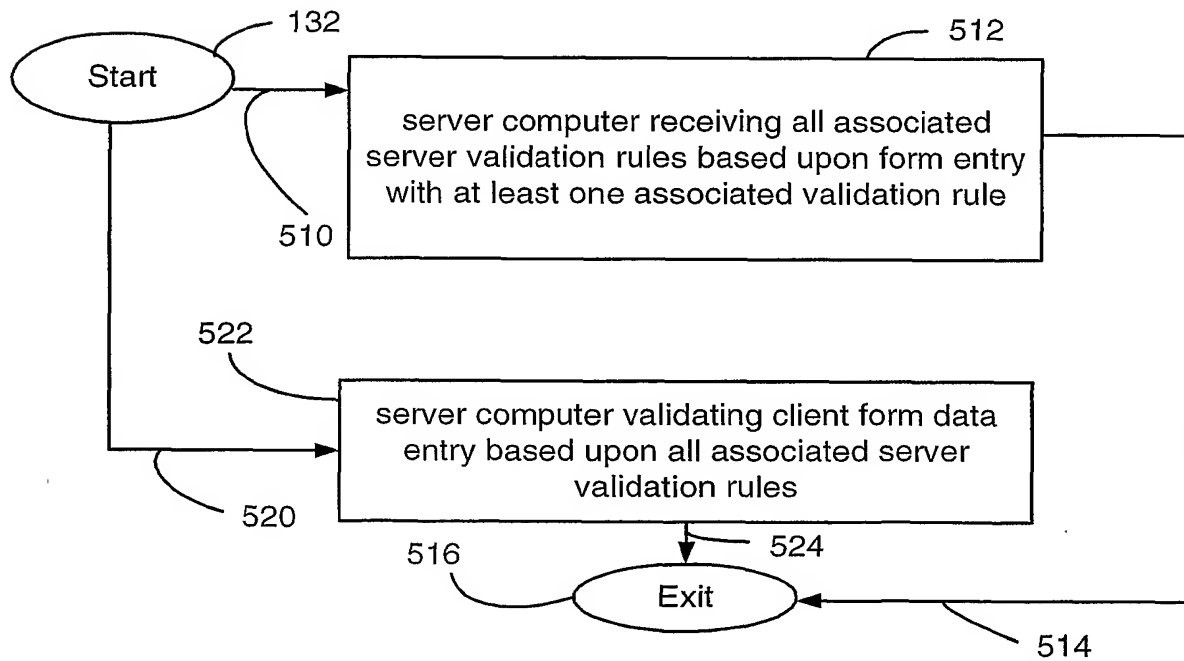 132
Start
512
server computer receiving all associated
server validation rules based upon form entry
with at least one associated validation rule
510
522
server computer validating client form data
entry based upon all associated server
validation rules
520
524
516
Exit
514